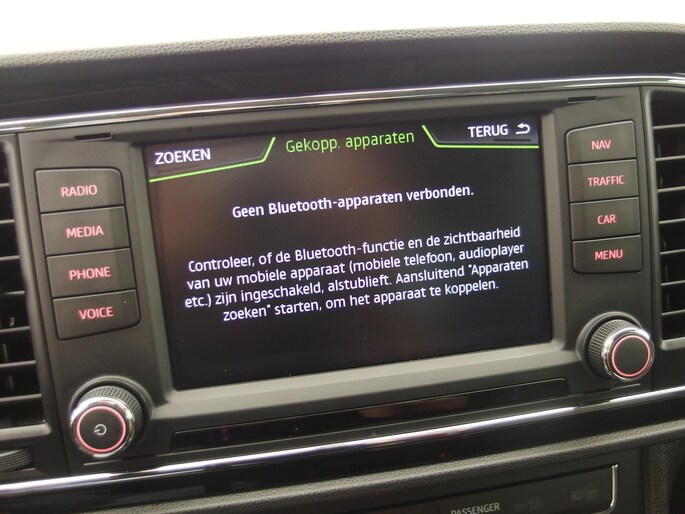 ZOEKEN
Gekopp. apparaten
TERUG
Geen Bluetooth-apparaten verbonden.
Controleer, of de Bluetooth-functie en de zichtbaarheid
van uw mobiele apparaat (mobiele telefoon, audioplayer
etc.) zijn ingeschakeld, alstublieft. Aansluitend "Apparaten
zoeken" starten, om het apparaat te koppelen.
RADIO
MEDIA
PHONE
VOICE
NAV
TRAFFIC
CAR
MENU
PASSENGER